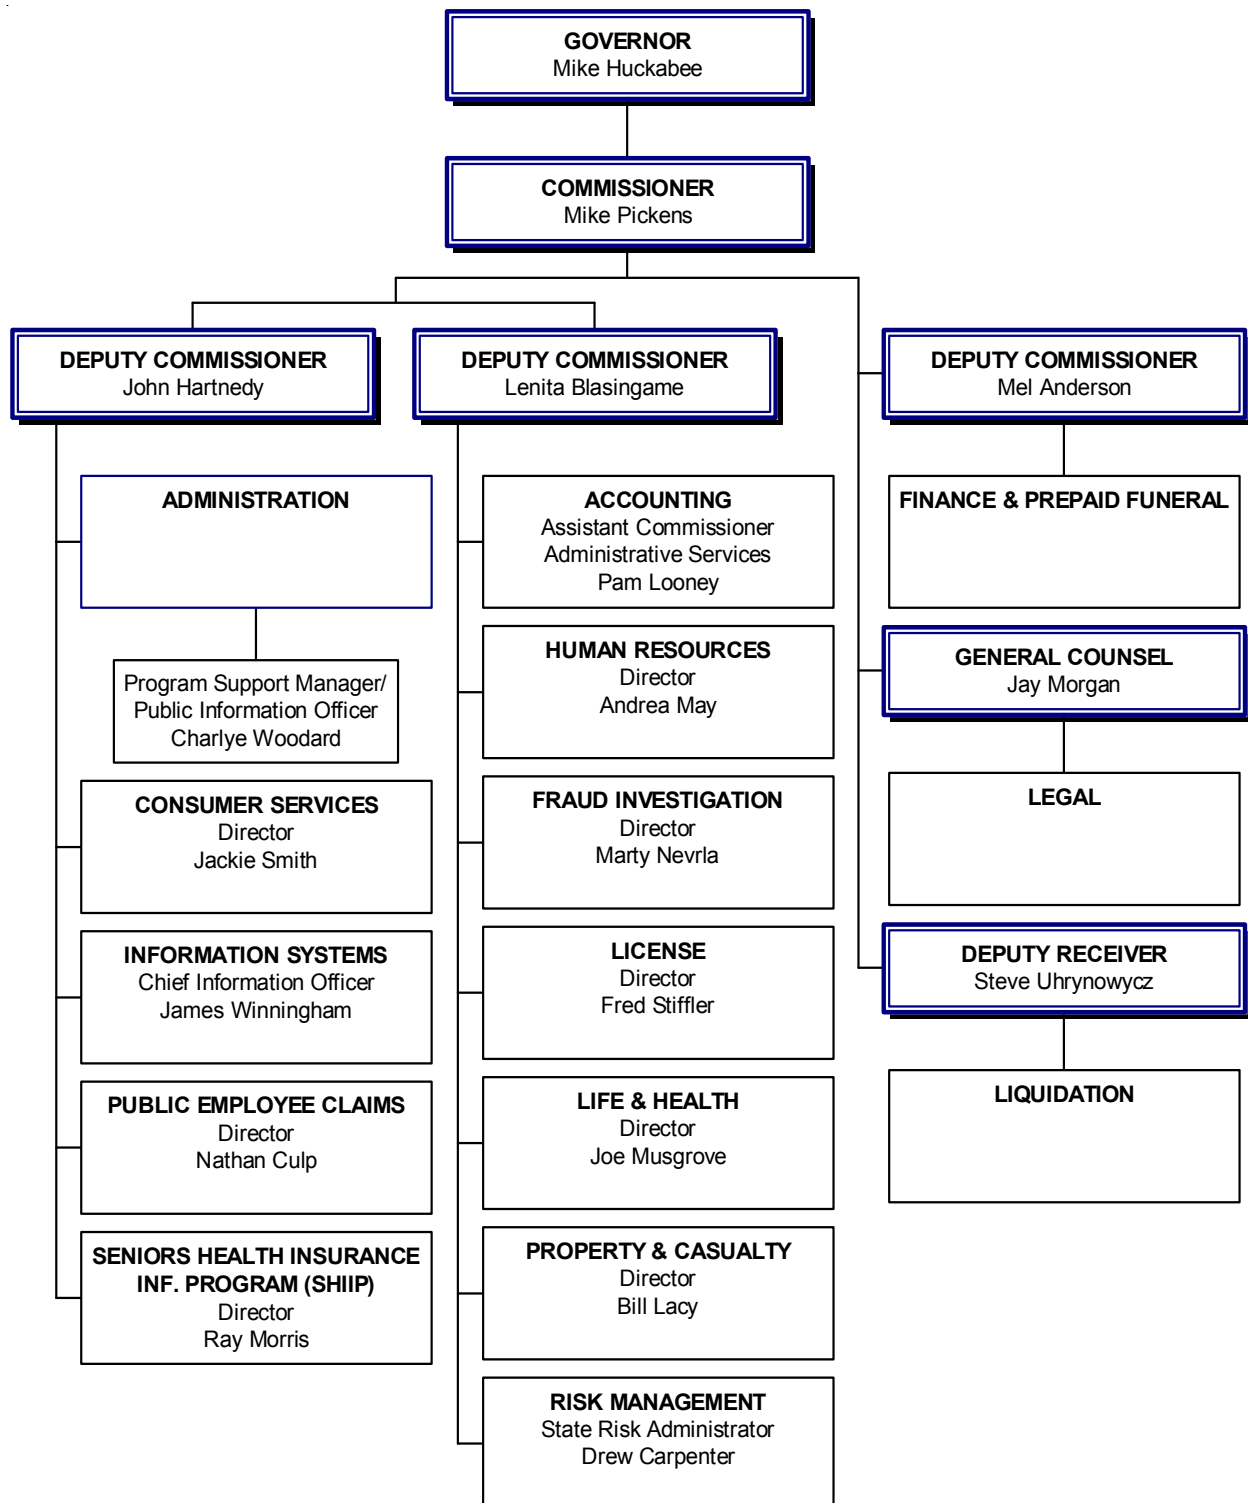 GOVERNOR
Mike Huckabee
COMMISSIONER
Mike Pickens
DEPUTY COMMISSIONER
John Hartnedy
DEPUTY COMMISSIONER
Lenita Blasingame
DEPUTY COMMISSIONER
Mel Anderson
ADMINISTRATION
Program Support Manager/
Public Information Officer
Charlye Woodard
CONSUMER SERVICES
Director
Jackie Smith
INFORMATION SYSTEMS
Chief Information Officer
James Winningham
PUBLIC EMPLOYEE CLAIMS
Director
Nathan Culp
SENIORS HEALTH INSURANCE
INF. PROGRAM (SHIIP)
Director
Ray Morris
ACCOUNTING
Assistant Commissioner
Administrative Services
Pam Looney
HUMAN RESOURCES
Director
Andrea May
FRAUD INVESTIGATION
Director
Marty Nevrla
LICENSE
Director
Fred Stiffler
LIFE & HEALTH
Director
Joe Musgrove
PROPERTY & CASUALTY
Director
Bill Lacy
RISK MANAGEMENT
State Risk Administrator
Drew Carpenter
FINANCE & PREPAID FUNERAL
GENERAL COUNSEL
Jay Morgan
LEGAL
DEPUTY RECEIVER
Steve Uhrynowycz
LIQUIDATION